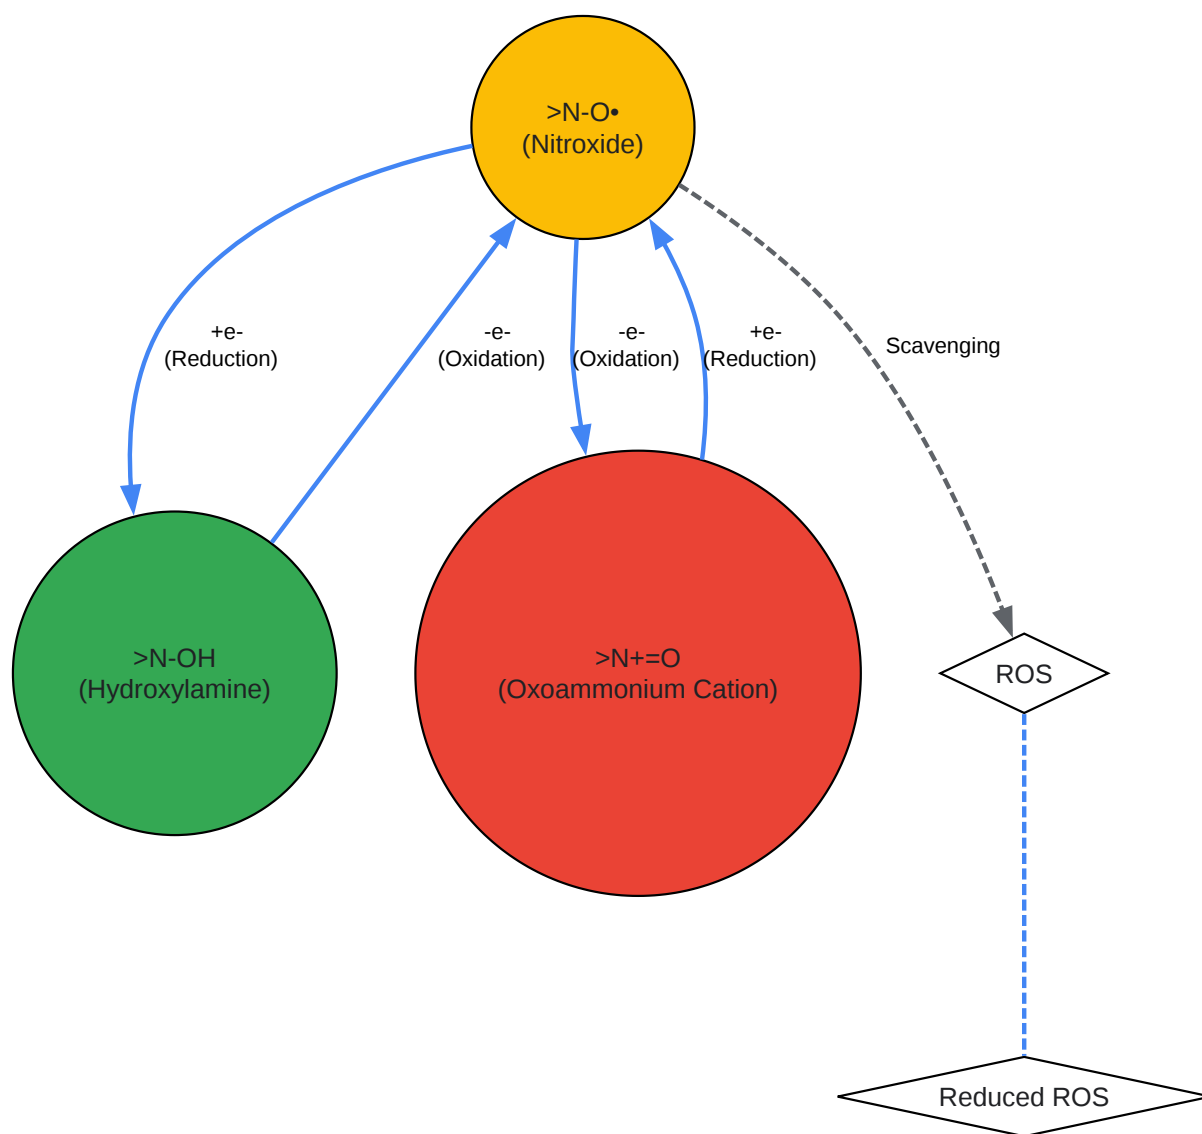 >N-O•
(Nitroxide)
+e-
(Reduction)
-e-
(Oxidation)
-e-
(Oxidation)
+e-
(Reduction)
Scavenging
>N-OH
(Hydroxylamine)
>N+=O
(Oxoammonium Cation)
ROS
Reduced ROS